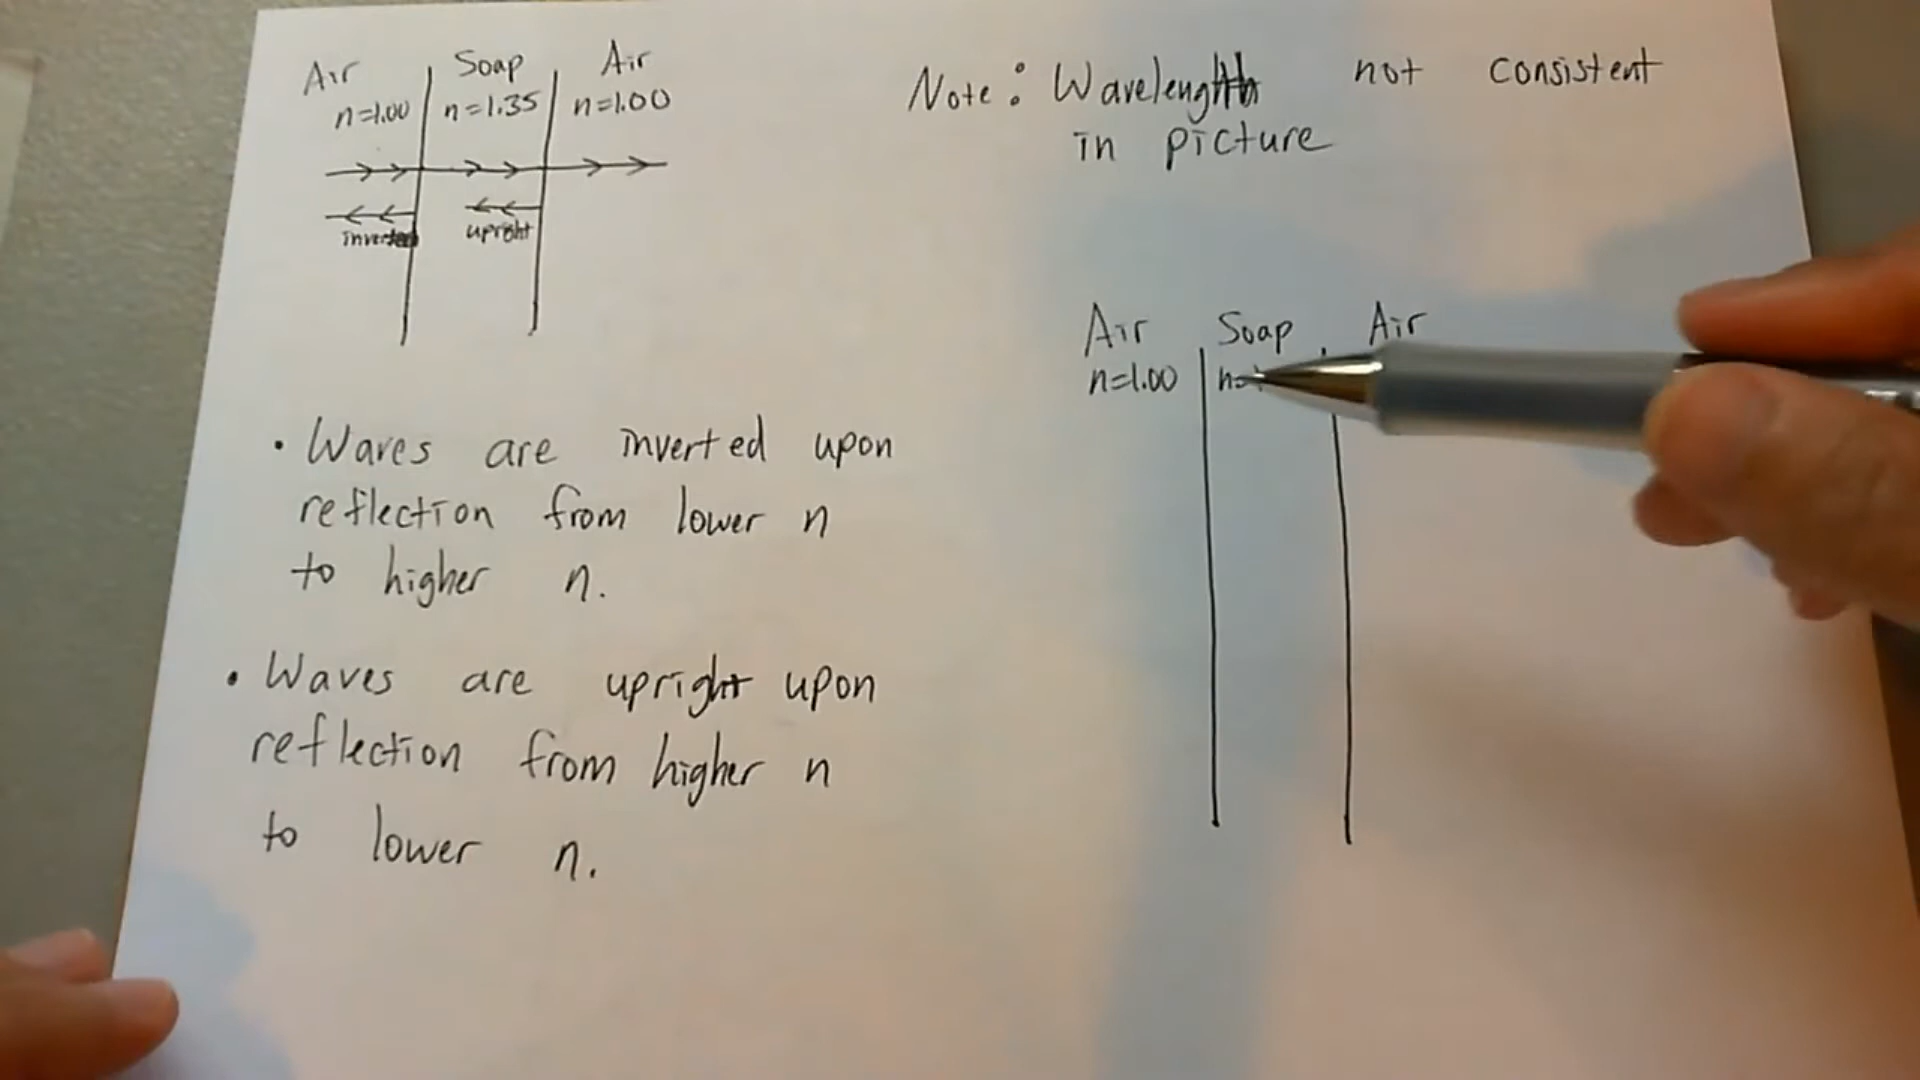 Air Soap Air
n=1.00 n=1.35 n=1.00
inverted upright
Note: Wavelength not consistent
in picture
• Waves are inverted upon
reflection from lower n
to higher n.
• Waves are upright upon
reflection from higher n
to lower n.
Air Soap Air
n=1.00 n=